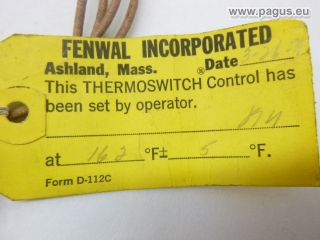 www.pagus.eu
FENWAL INCORPORATED
Ashland, Mass. ®Date
This THERMOSWITCH Control has
been set by operator.
at 162 °F± 5 °F.
Form D-112C